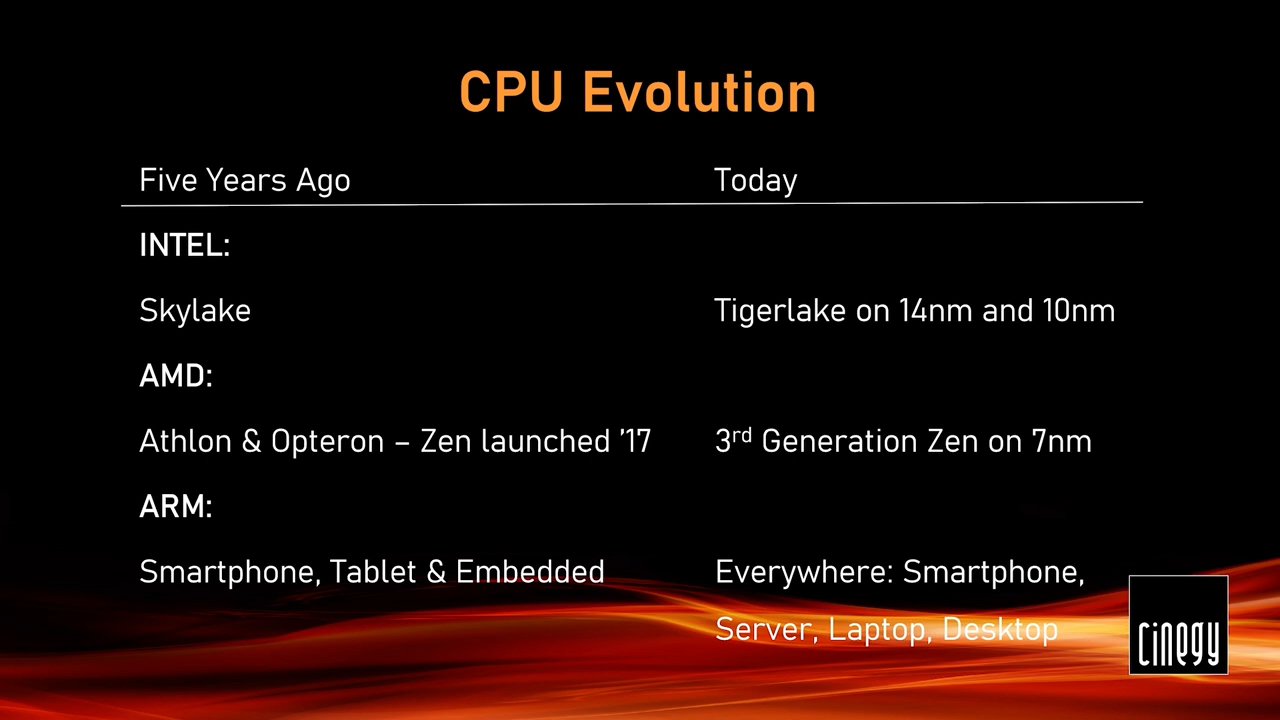 CPU Evolution
Five Years Ago Today
INTEL:
Skylake Tigerlake on 14nm and 10nm
AMD:
Athlon & Opteron – Zen launched ’17 3rd Generation Zen on 7nm
ARM:
Smartphone, Tablet & Embedded Everywhere: Smartphone,
Server, Laptop, Desktop
cinegy